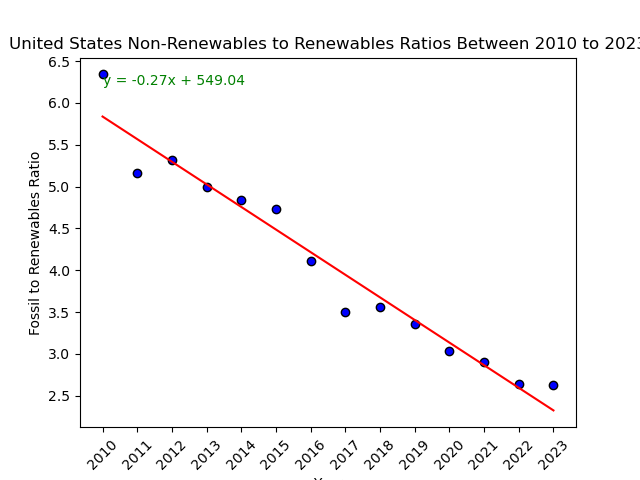 United States Non-Renewables to Renewables Ratios Between 2010 to 2023
y = -0.27x + 549.04
Fossil to Renewables Ratio
6.5
6.0
5.5
5.0
4.5
4.0
3.5
3.0
2.5
2010 2011 2012 2013 2014 2015 2016 2017 2018 2019 2020 2021 2022 2023